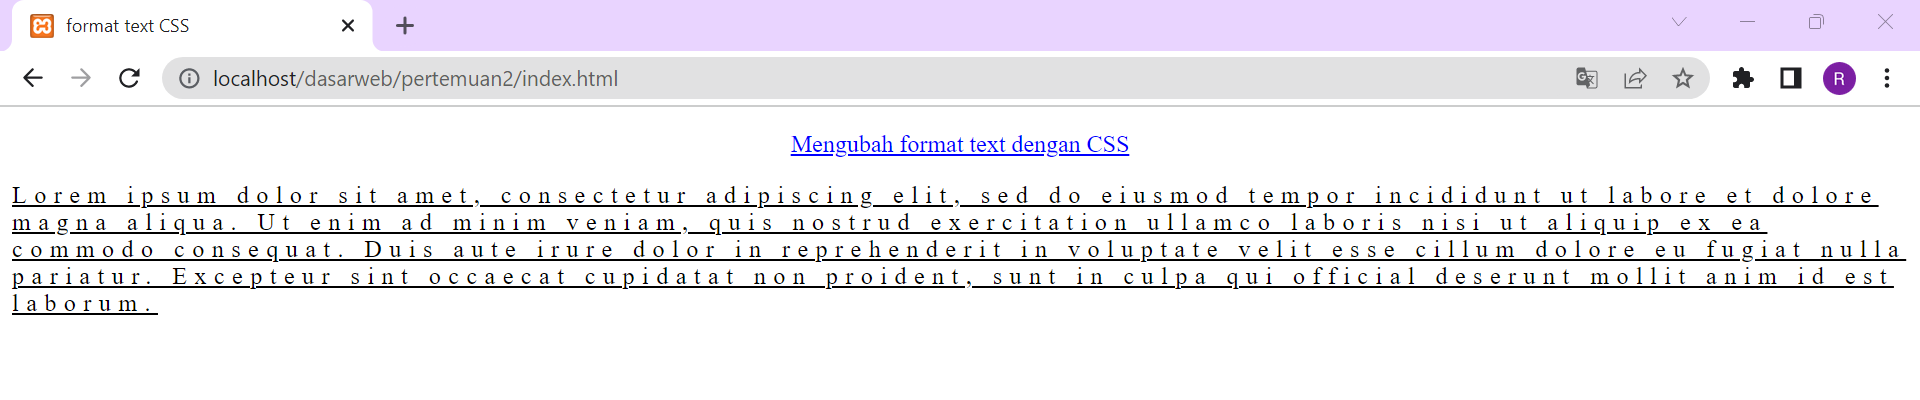 format text CSS
localhost/dasarweb/pertemuan2/index.html
R
Mengubah format text dengan CSS
Lorem ipsum dolor sit amet, consectetur adipiscing elit, sed do eiusmod tempor incididunt ut labore et dolore
magna aliqua. Ut enim ad minim veniam, quis nostrud exercitation ullamco laboris nisi ut aliquip ex ea
commodo consequat. Duis aute irure dolor in reprehenderit in voluptate velit esse cillum dolore eu fugiat nulla
pariatur. Excepteur sint occaecat cupidatat non proident, sunt in culpa qui official deserunt mollit anim id est
laborum.